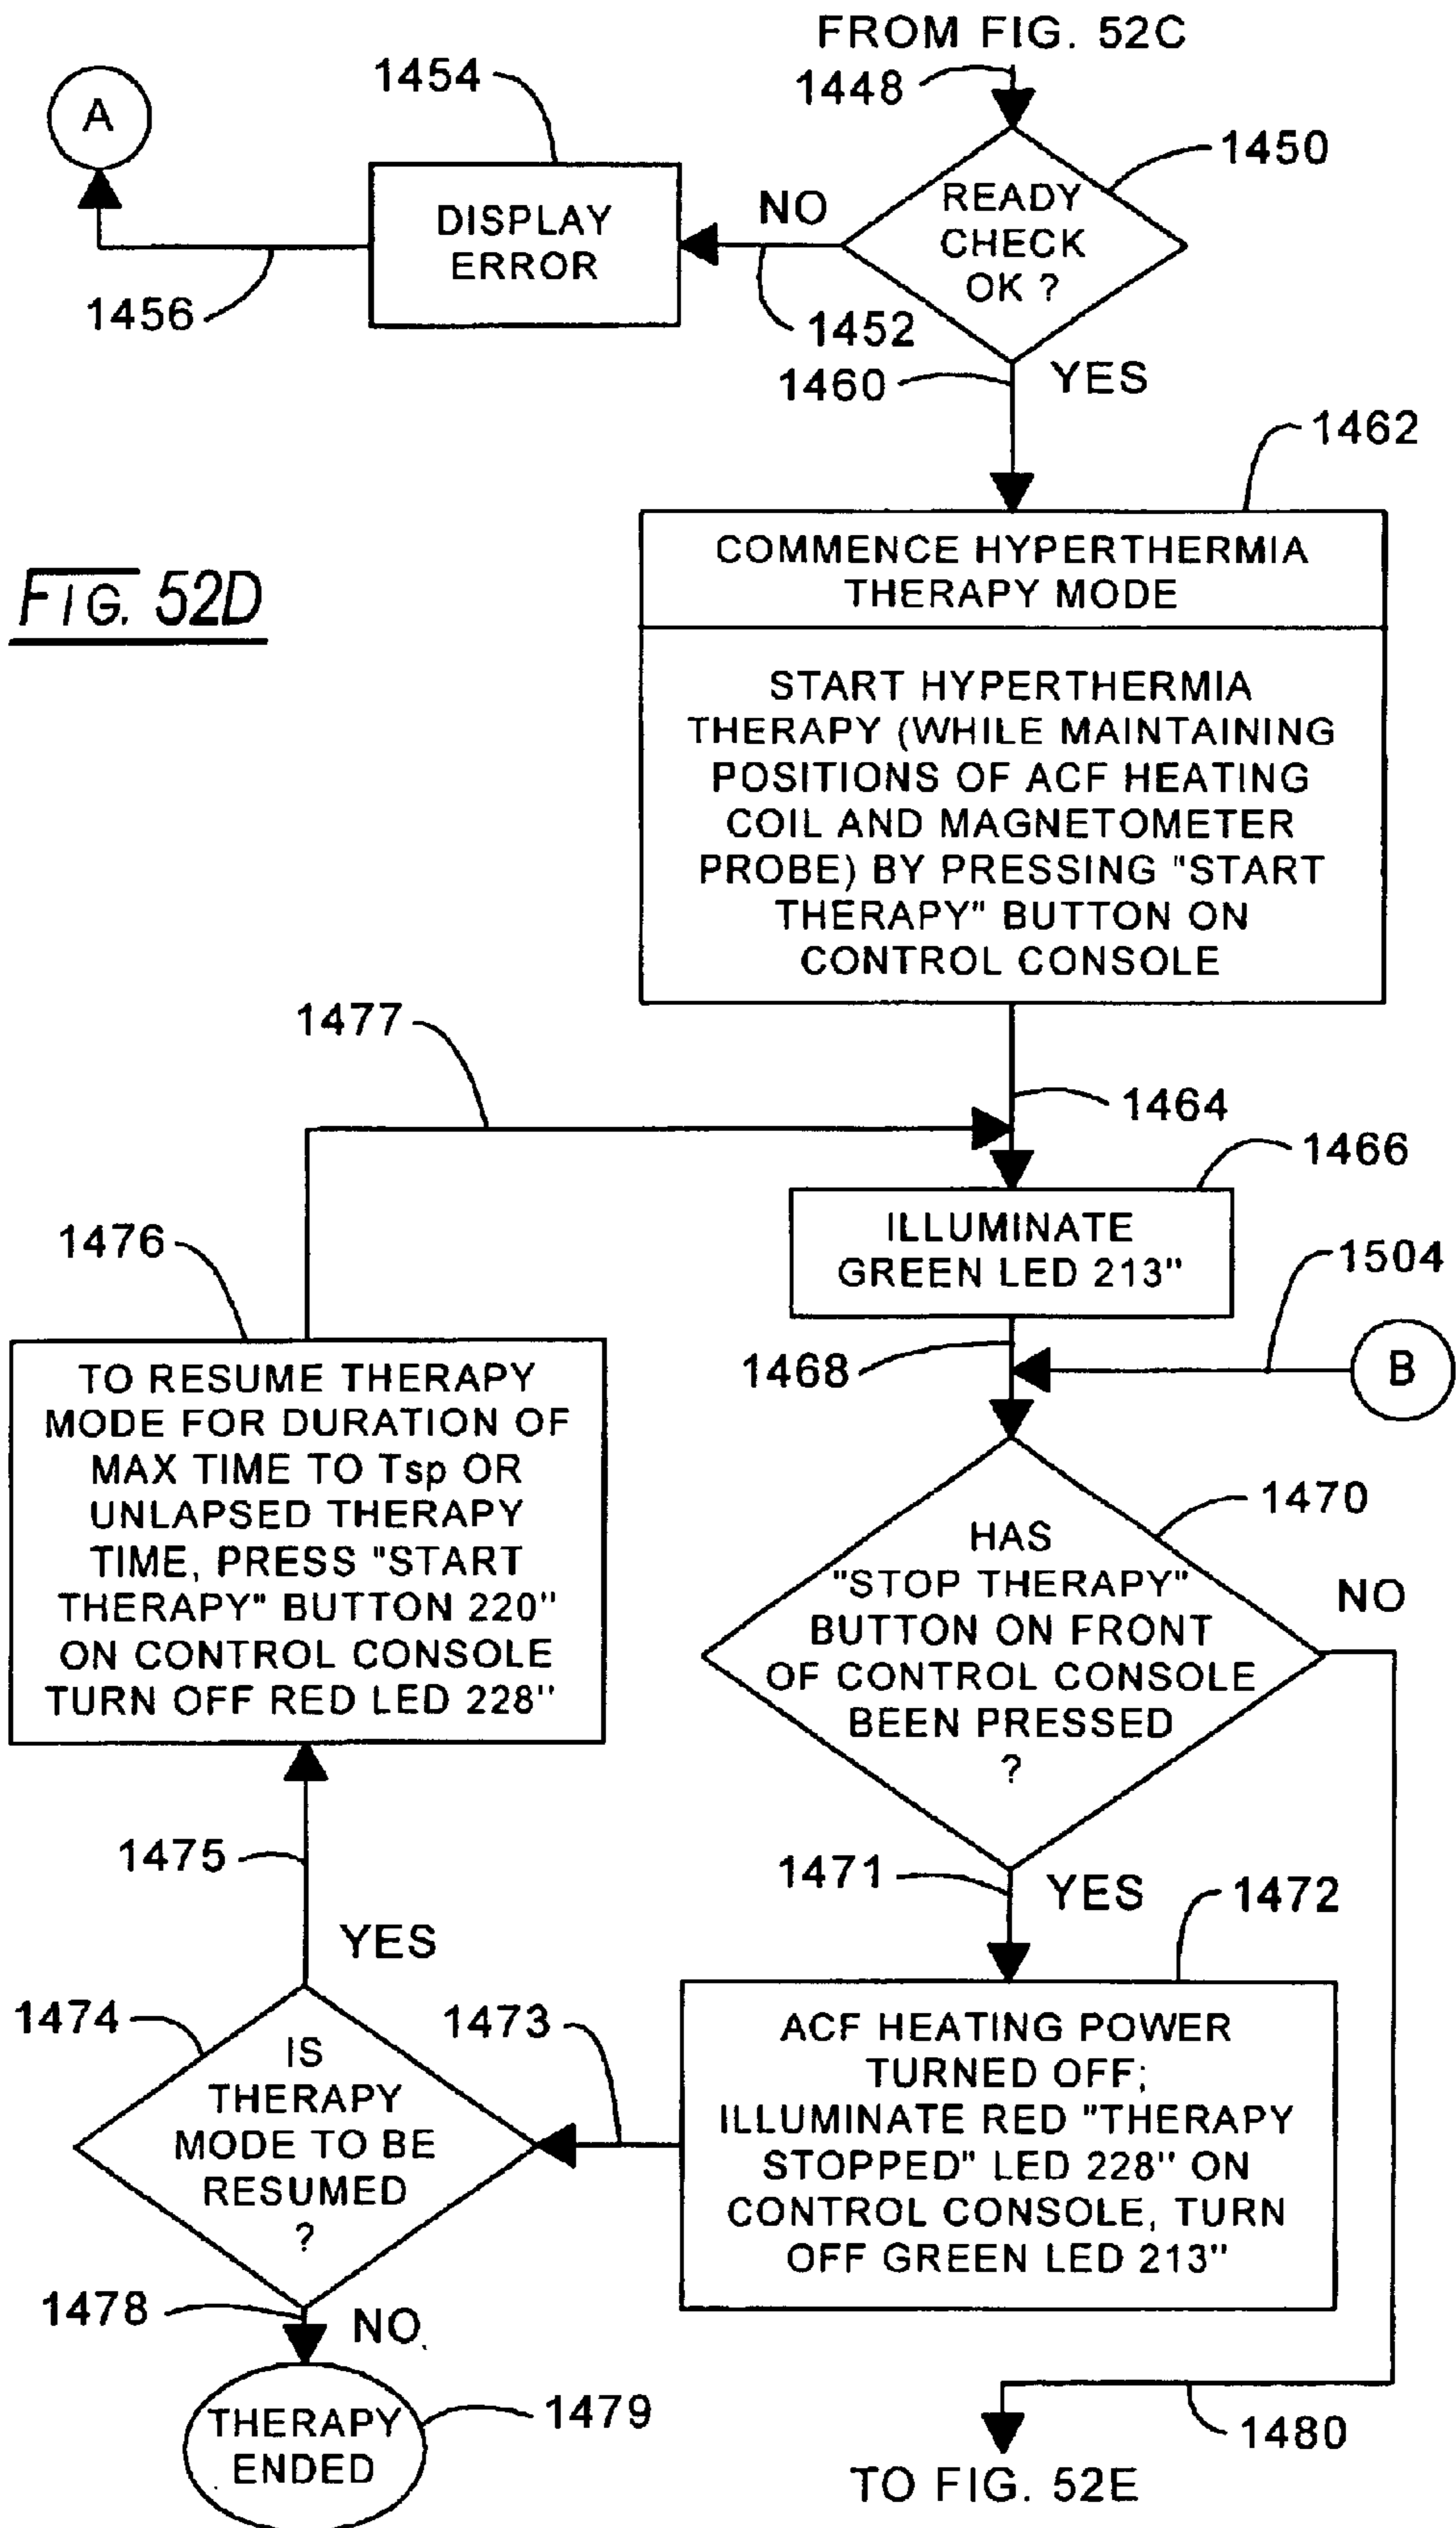 FROM FIG. 52C
1448
A
1454
1450
DISPLAY
ERROR
NO
READY
CHECK
OK ?
1456
1452
1460
YES
1462
FIG. 52D
COMMENCE HYPERTHERMIA
THERAPY MODE
START HYPERTHERMIA
THERAPY (WHILE MAINTAINING
POSITIONS OF ACF HEATING
COIL AND MAGNETOMETER
PROBE) BY PRESSING "START
THERAPY" BUTTON ON
CONTROL CONSOLE
1477
1464
1466
ILLUMINATE
GREEN LED 213"
1476
1504
1468
B
TO RESUME THERAPY
MODE FOR DURATION OF
MAX TIME TO Tsp OR
UNLAPSED THERAPY
TIME, PRESS "START
THERAPY" BUTTON 220"
ON CONTROL CONSOLE
TURN OFF RED LED 228"
1470
HAS
"STOP THERAPY"
BUTTON ON FRONT
OF CONTROL CONSOLE
BEEN PRESSED
?
NO
1475
YES
1471
YES
1472
1474
1473
IS
THERAPY
MODE TO BE
RESUMED
?
ACF HEATING POWER
TURNED OFF;
ILLUMINATE RED "THERAPY
STOPPED" LED 228" ON
CONTROL CONSOLE, TURN
OFF GREEN LED 213"
1478
NO
THERAPY
ENDED
1479
1480
TO FIG. 52E